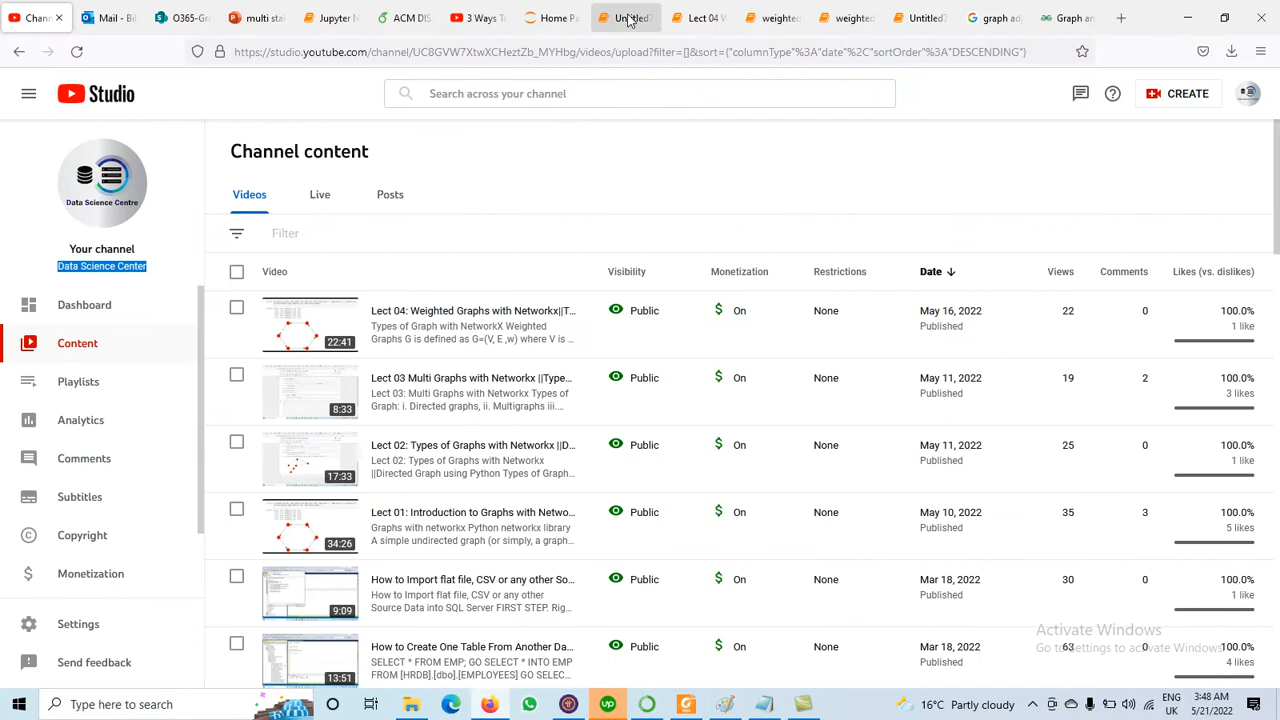 Chann
Mail - Bil
O365-Gro
multi sta
Jupyter N
ACM DIS
3 Ways T
Home Pa
Untitled7
Lect 04 W
weighted
weighted
Untitled7
graph ad
Graph an
https://studio.youtube.com/channel/UC8GVW7XtwXCHeztZb_MYHbg/videos/upload?filter=[]&sort={"columnType"%3A"date"%2C"sortOrder"%3A"DESCENDING"}
Studio
Search across your channel
CREATE
Data Science Centre
Your channel
Data Science Center
Dashboard
Content
Playlists
Analytics
Comments
Subtitles
Copyright
Monetization
Settings
Send feedback
Channel content
Videos Live Posts
Filter
Video Visibility Monetization Restrictions Date Views Comments Likes (vs. dislikes)
Lect 04: Weighted Graphs with NetworkX ||... Public On None May 16, 2022 22 0 100.0%
Types of Graph with NetworkX Weighted Published 1 like
Graphs G is defined as G=(V, E ,w) where V is ...
22:41
Lect 03 Multi Graphs with Networkx ||Type... Public On None May 11, 2022 19 2 100.0%
Lect 03: Multi Graphs with Networkx Types of Published 3 likes
Graph: i. Directed graphs; ii. Multigraphs iii. ...
8:33
Lect 02: Types of Graphs with Network Public On None May 11, 2022 23 0 100.0%
Lect 02: Types of Graphs with Networkx Published 1 like
||Directed Graph using python Types of Graph...
17:33
Lect 01: Introduction to Graphs with Netwo Public On None May 10, 2022 35 3 100.0%
Graphs with networkx Python networkx library Published 5 likes
A simple undirected graph (or simply, a graph...
34:26
How to Import flat file, CSV or any other so... Public On None Mar 18, 2022 30 0 100.0%
How to Import flat file, CSV or any other Published 1 like
Source Data into SQL Server FIRST STEP: hig...
9:09
How to Create a Table From Another Public On None Mar 18, 2022 63 0 100.0%
SELECT * FROM EMP, GO SELECT * INTO EMP Published 4 likes
FROM [HRDB].
13:51
Activate Windows
Go to Settings to activate Windows.
Type here to search
16°C Partly Cloudy
ENG
UK
3:48 AM
5/21/2022